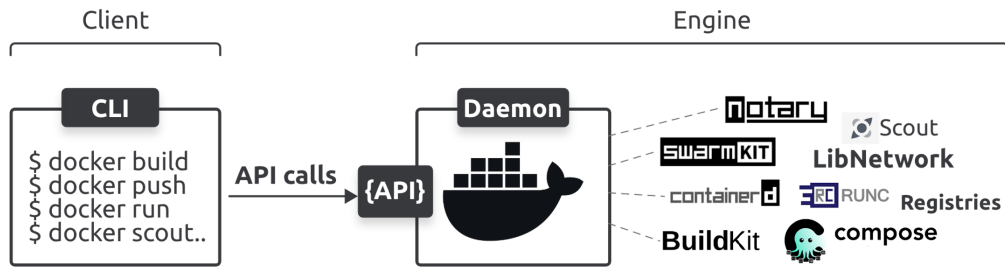 Client
Engine
CLI
$ docker build
$ docker push
$ docker run
$ docker scout..
API calls
{API}
Daemon
notary
Scout
swarmKIT
LibNetwork
containerd
RC RUNC
Registries
BuildKit
compose